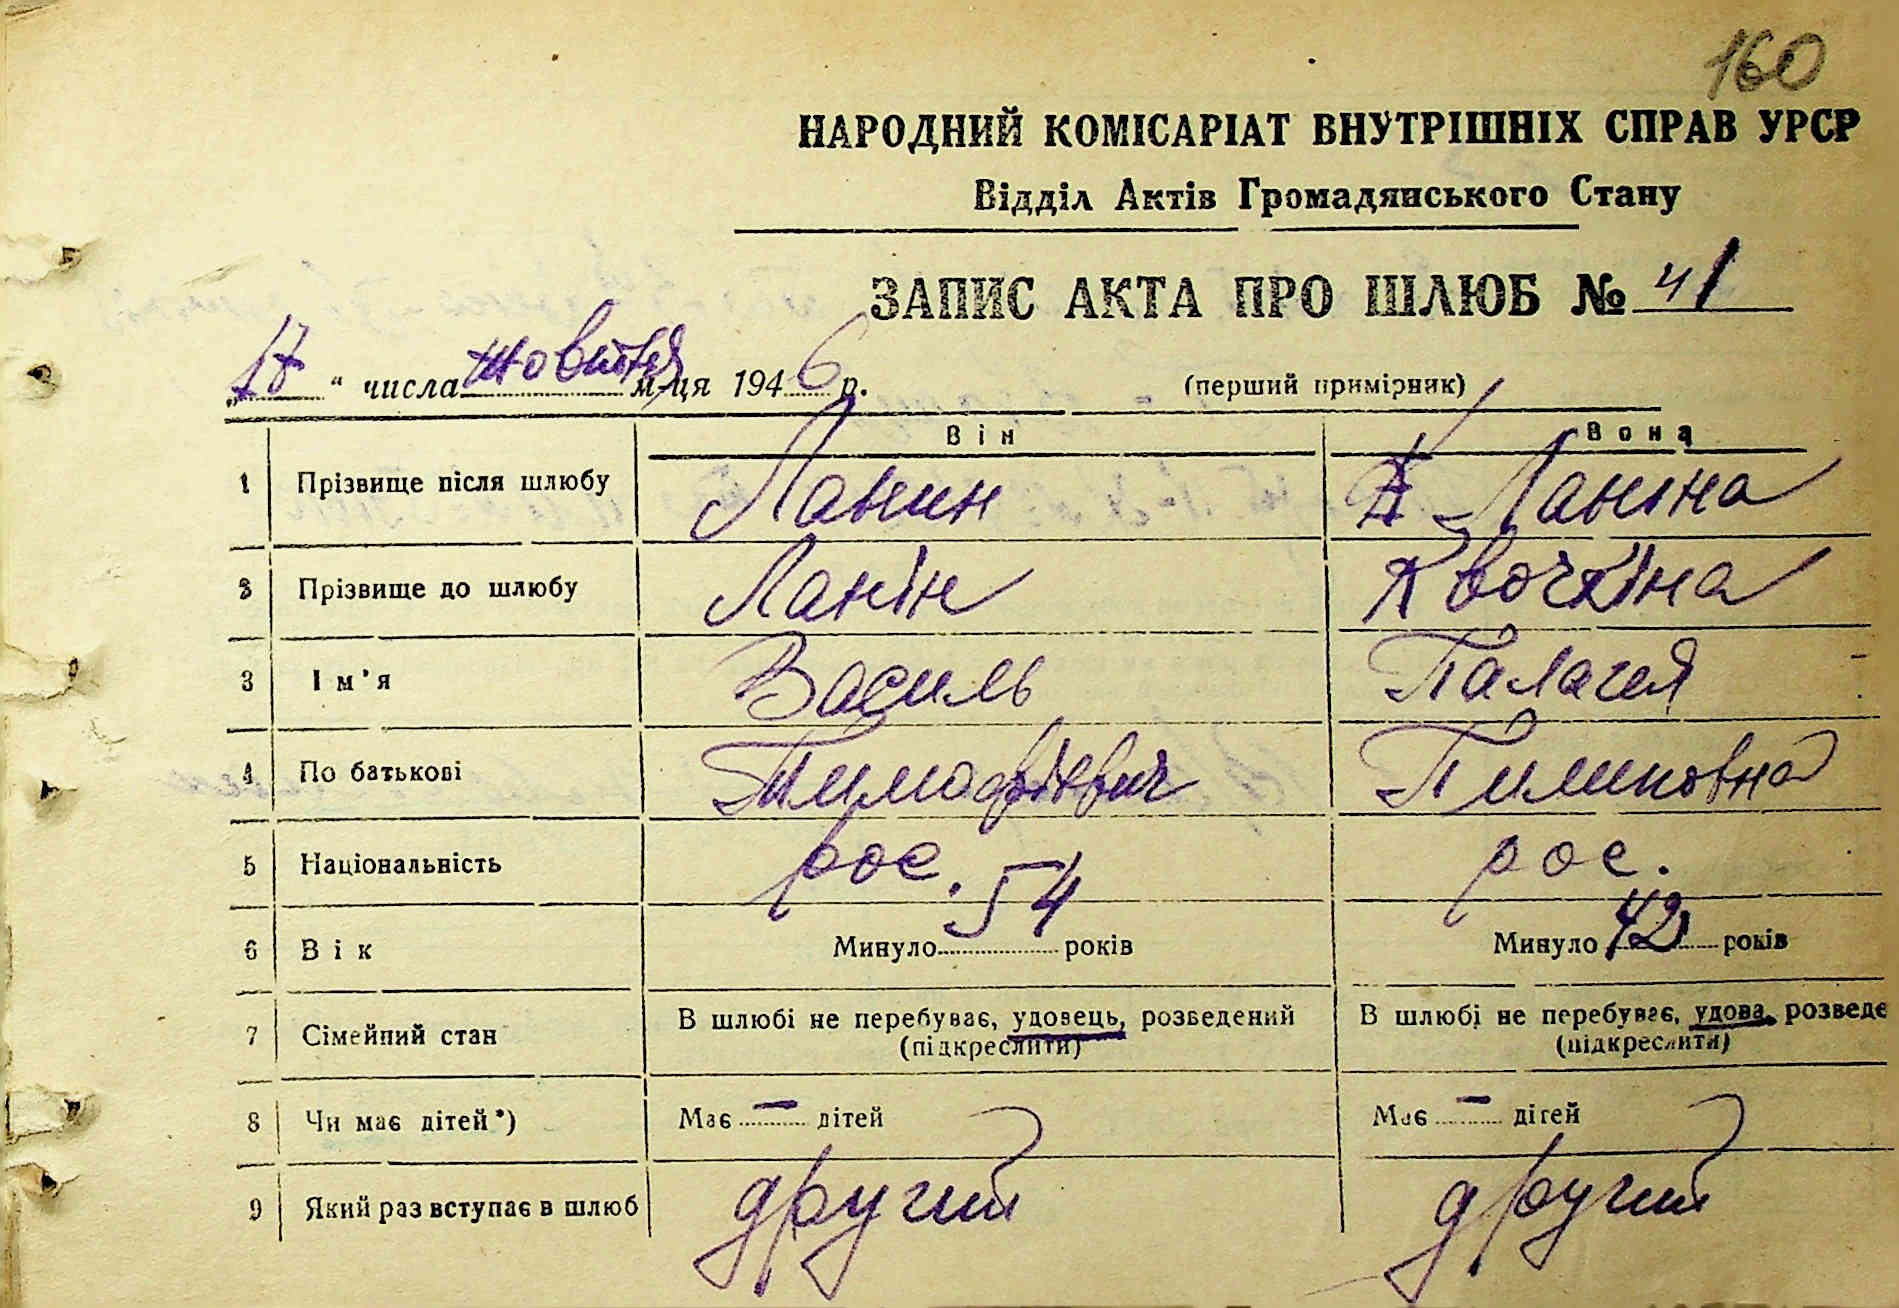 160
НАРОДНИЙ КОМІСАРІАТ ВНУТРІШНІХ СПРАВ УРСР
Відділ Актів Громадянського Стану
ЗАПИС АКТА ПРО ШЛЮБ № 41
„17“ числа жовтня м-ця 1946 р. (перший примірник)
Він Вона
1 Прізвище після шлюбу Ланин Ланіна
2 Прізвище до шлюбу Ланін Квочкіна
3 Ім'я Василь Палагея
4 По батькові Тимофієвич Пимиковна
5 Національність рос. рос.
6 Вік Минуло 54 років Минуло 42 років
7 Сімейний стан В шлюбі не перебуває, удовець, розведений В шлюбі не перебуває, удова, розведе
(підкреслити) (підкреслити)
8 Чи має дітей*) Має — дітей Має — дітей
9 Який раз вступає в шлюб другий другий